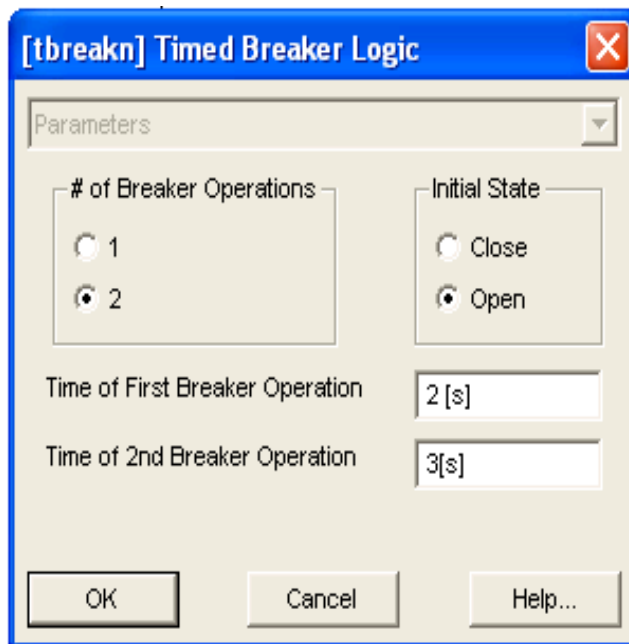 [tbreakn] Timed Breaker Logic
Parameters
# of Breaker Operations
Initial State
1
Close
2
Open
Time of First Breaker Operation
2 [s]
Time of 2nd Breaker Operation
3[s]
OK
Cancel
Help...